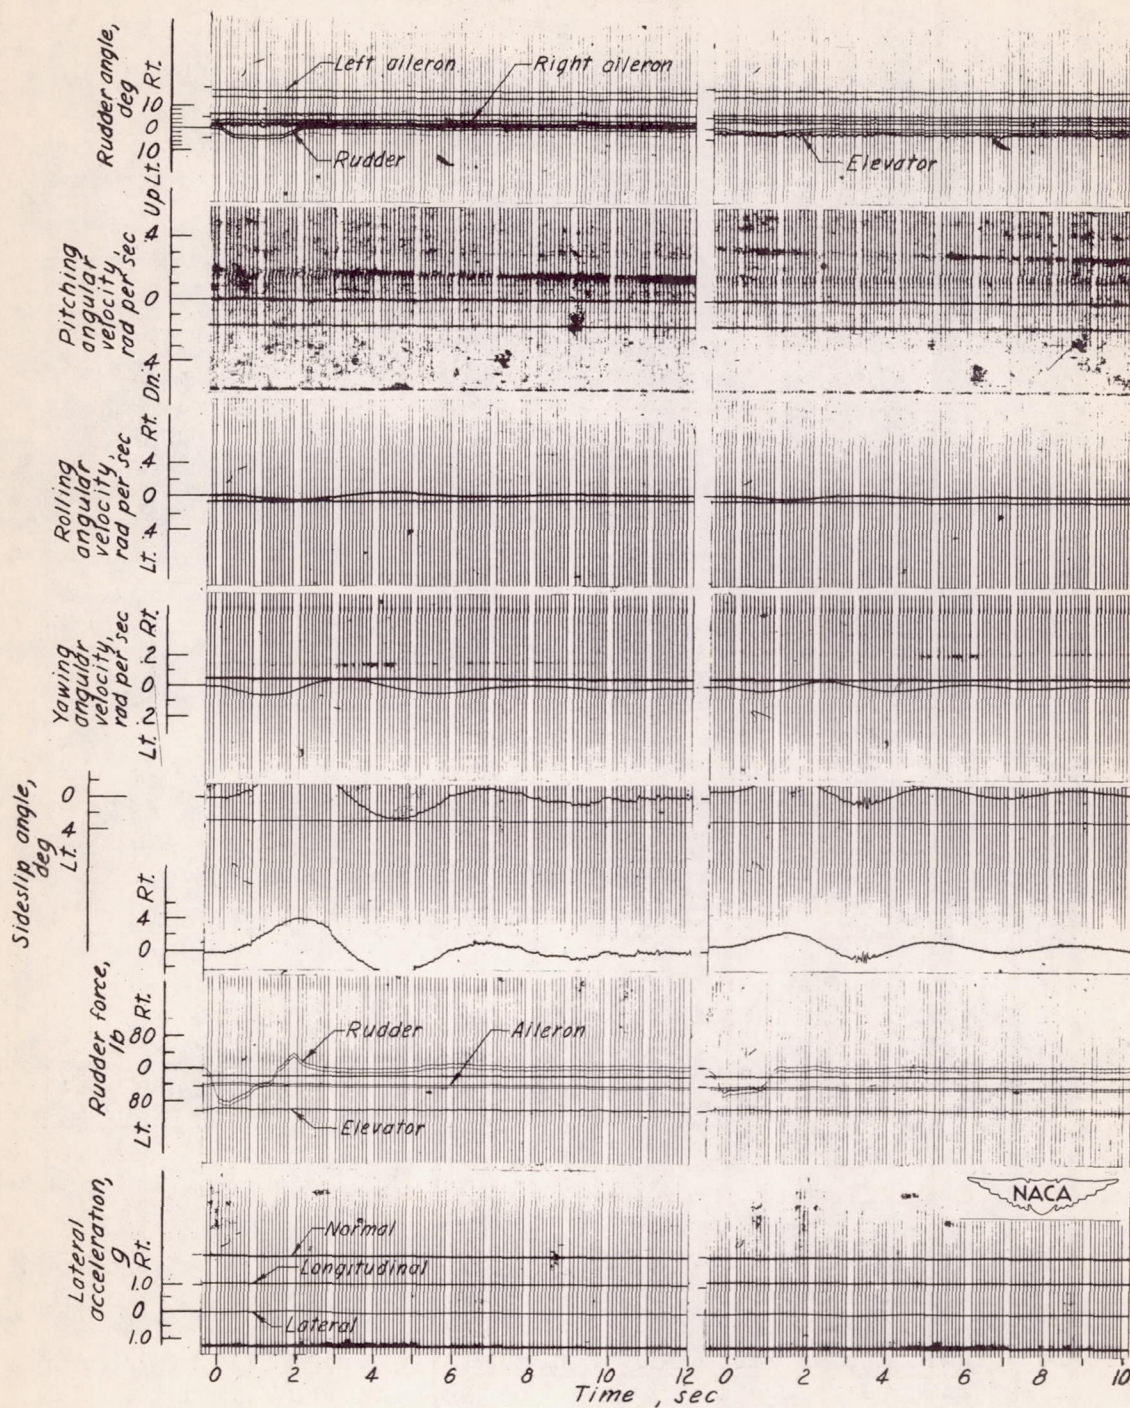 Rudder angle,
deg
Rt.
10
0
10
Lt.
Left aileron
Right aileron
Rudder
Elevator
Pitching
angular
velocity,
rad per sec
Up
.4
0
.4
Dn.
Rolling
angular
velocity,
rad per sec
Rt.
.4
0
.4
Lt.
Yawing
angular
velocity,
rad per sec
Rt.
.2
0
.2
Lt.
Sideslip angle,
deg
0
4
Lt.
Rt.
4
0
Rudder force,
lb
Rt.
80
0
80
Lt.
Rudder
Aileron
Elevator
Lateral
acceleration,
g
Rt.
1.0
0
1.0
Normal
Longitudinal
Lateral
NACA
0 2 4 6 8 10 12 0 2 4 6 8 10
Time, sec